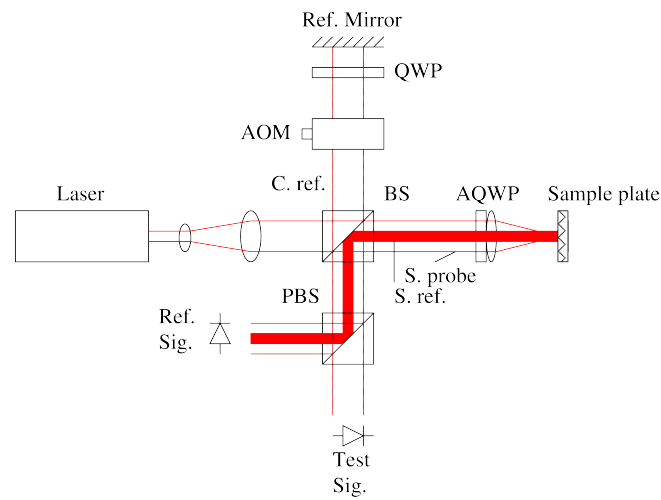 Ref. Mirror
QWP
AOM
C. ref.
Laser
BS
AQWP
Sample plate
S. probe
S. ref.
PBS
Ref.
Sig.
Test
Sig.